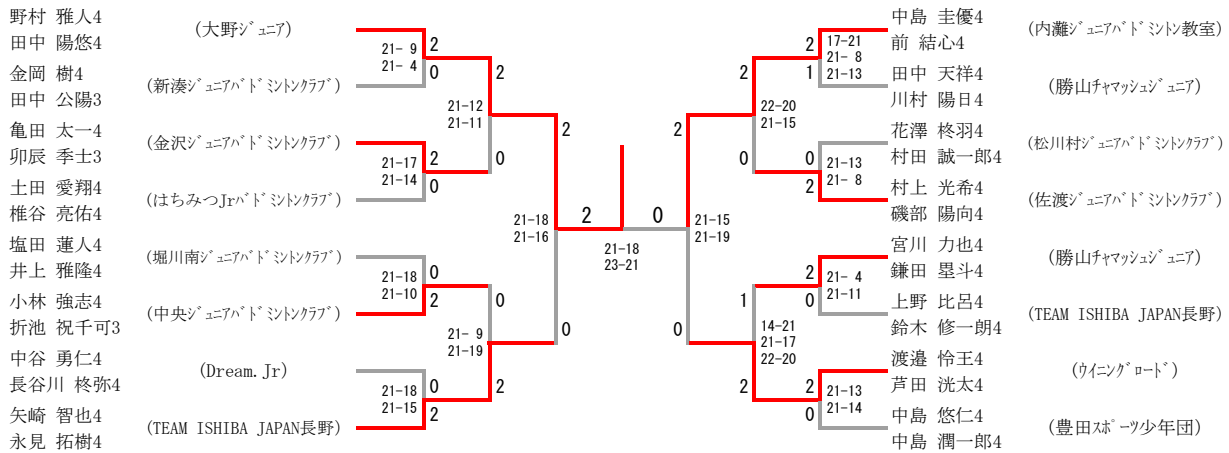 野村 雅人4
田中 陽悠4
(大野ｼﾞｭﾆｱ)
金岡 樹4
田中 公陽3
(新湊ｼﾞｭﾆｱﾊﾞﾄﾞﾐﾝﾄﾝｸﾗﾌﾞ)
亀田 太一4
卯辰 季士3
(金沢ｼﾞｭﾆｱﾊﾞﾄﾞﾐﾝﾄﾝｸﾗﾌﾞ)
土田 愛翔4
椎谷 亮佑4
(はちみつJrﾊﾞﾄﾞﾐﾝﾄﾝｸﾗﾌﾞ)
塩田 蓮人4
井上 雅隆4
(堀川南ｼﾞｭﾆｱﾊﾞﾄﾞﾐﾝﾄﾝｸﾗﾌﾞ)
小林 強志4
折池 祝千可3
(中央ｼﾞｭﾆｱﾊﾞﾄﾞﾐﾝﾄﾝｸﾗﾌﾞ)
中谷 勇仁4
長谷川 柊弥4
(Dream.Jr)
矢崎 智也4
永見 拓樹4
(TEAM ISHIBA JAPAN長野)
21- 9
21- 4
2
0
21-17
21-14
2
0
21-18
21-10
0
2
21-18
21-15
0
2
21-12
21-11
2
0
21- 9
21-19
0
2
21-18
21-16
2
0
2
0
21-18
23-21
21-15
21-19
2
0
22-20
21-15
2
0
14-21
21-17
22-20
1
2
17-21
21- 8
21-13
2
1
21-13
21- 8
0
2
21- 4
21-11
2
0
21-13
21-14
2
0
中島 圭優4
前 結心4
(内灘ｼﾞｭﾆｱﾊﾞﾄﾞﾐﾝﾄﾝ教室)
田中 天祥4
川村 陽日4
(勝山ﾁｬﾏｯｼｭｼﾞｭﾆｱ)
花澤 柊羽4
村田 誠一郎4
(松川村ｼﾞｭﾆｱﾊﾞﾄﾞﾐﾝﾄﾝｸﾗﾌﾞ)
村上 光希4
磯部 陽向4
(佐渡ｼﾞｭﾆｱﾊﾞﾄﾞﾐﾝﾄﾝｸﾗﾌﾞ)
宮川 力也4
鎌田 塁斗4
(勝山ﾁｬﾏｯｼｭｼﾞｭﾆｱ)
上野 比呂4
鈴木 修一朗4
(TEAM ISHIBA JAPAN長野)
渡邉 怜王4
芦田 洸太4
(ｳｲﾆﾝｸﾞﾛｰﾄﾞ)
中島 悠仁4
中島 潤一郎4
(豊田ｽﾎﾟｰﾂ少年団)